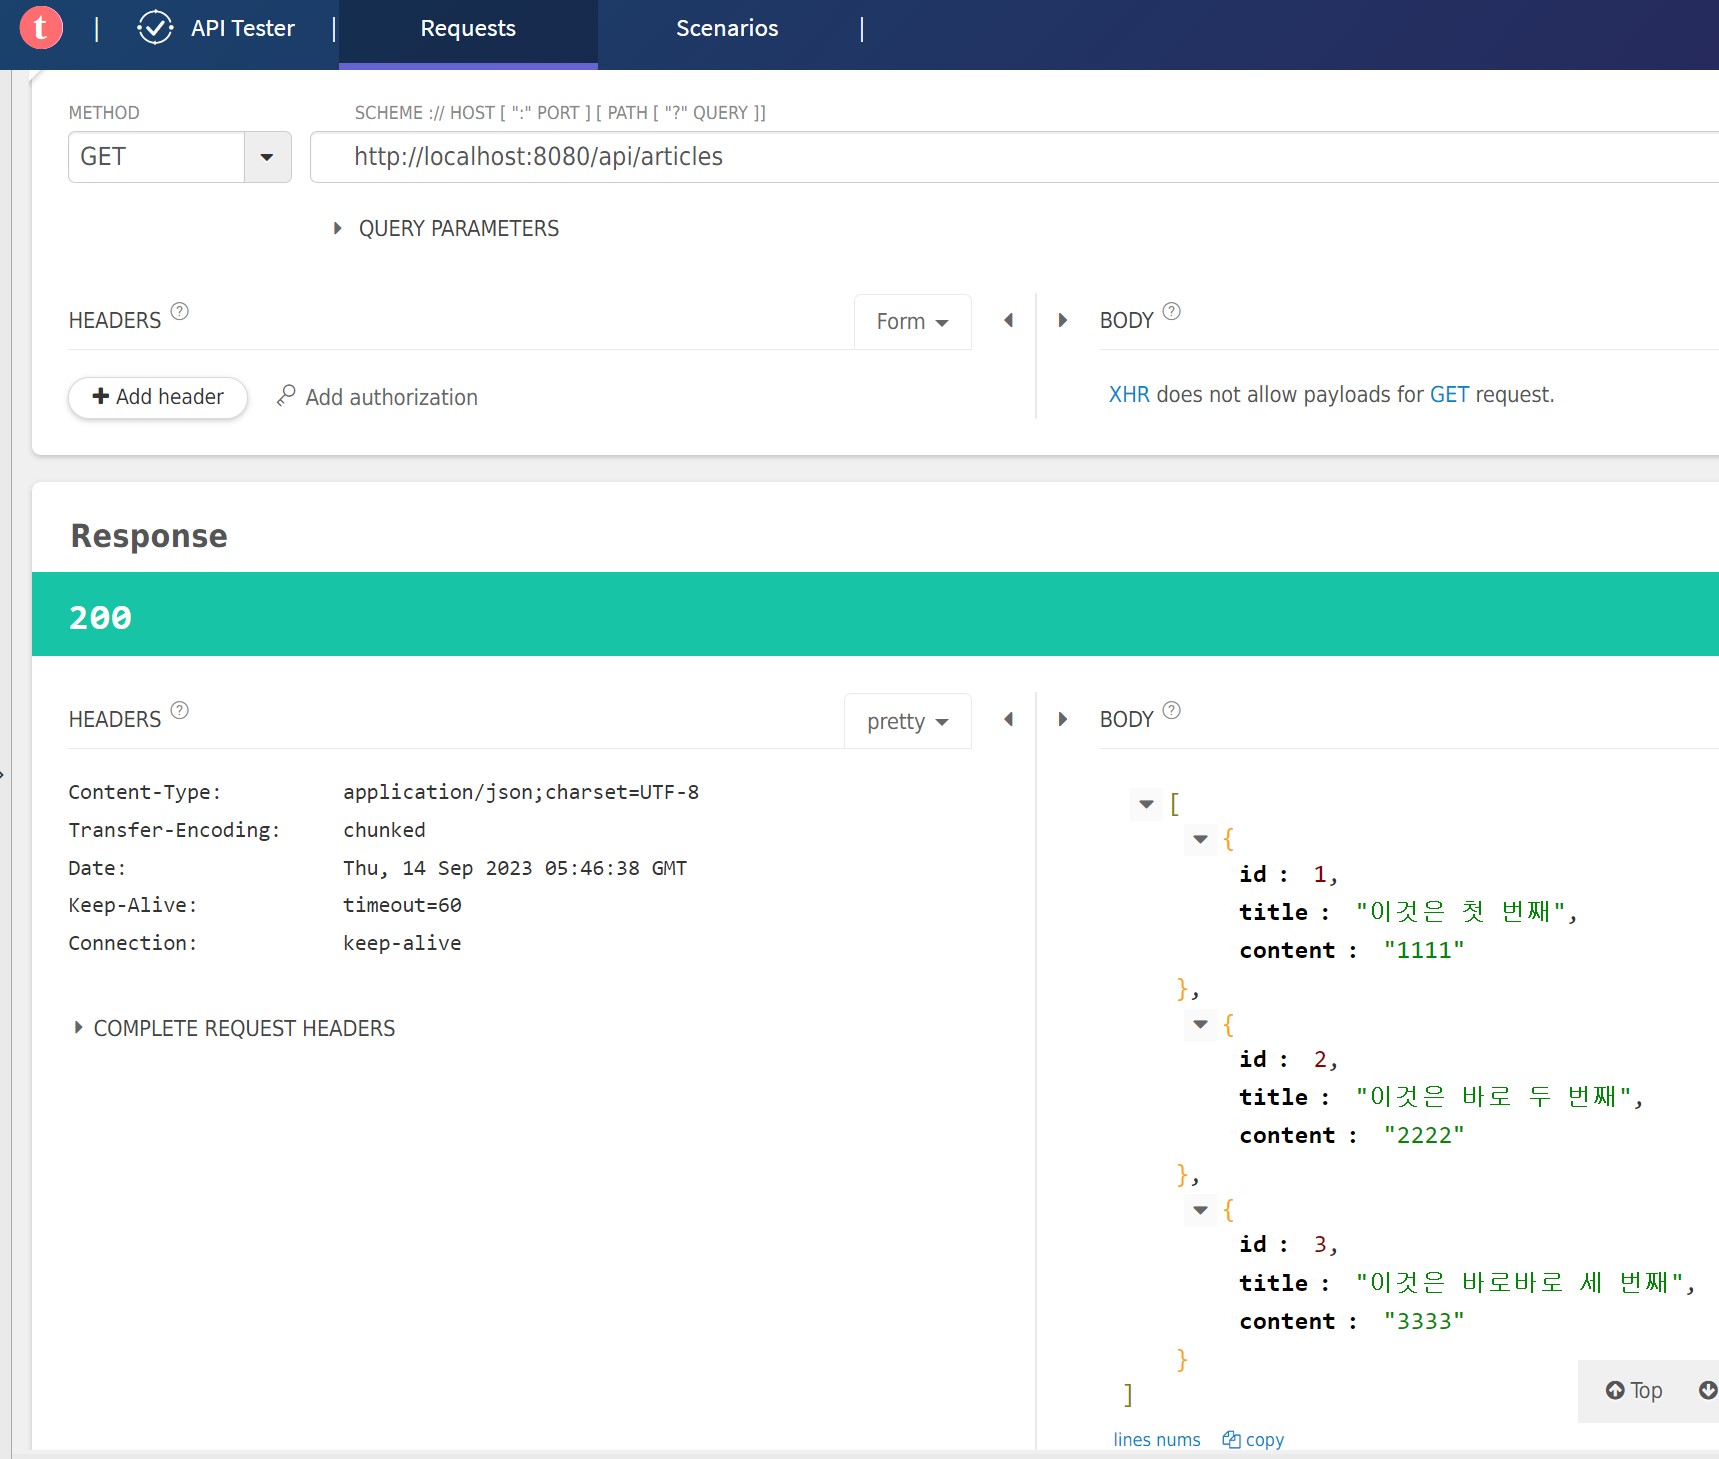 t | API Tester | Requests Scenarios |
METHOD SCHEME :// HOST [ ":" PORT ] [ PATH [ "?" QUERY ]]
GET http://localhost:8080/api/articles
QUERY PARAMETERS
HEADERS ? Form BODY ?
Add header Add authorization XHR does not allow payloads for GET request.
Response
200
HEADERS ? pretty BODY ?
Content-Type: application/json;charset=UTF-8
Transfer-Encoding: chunked
Date: Thu, 14 Sep 2023 05:46:38 GMT
Keep-Alive: timeout=60
Connection: keep-alive
COMPLETE REQUEST HEADERS
[
{
id : 1,
title : "이것은 첫 번째",
content : "1111"
},
{
id : 2,
title : "이것은 바로 두 번째",
content : "2222"
},
{
id : 3,
title : "이것은 바로바로 세 번째",
content : "3333"
}
]
Top
lines nums copy